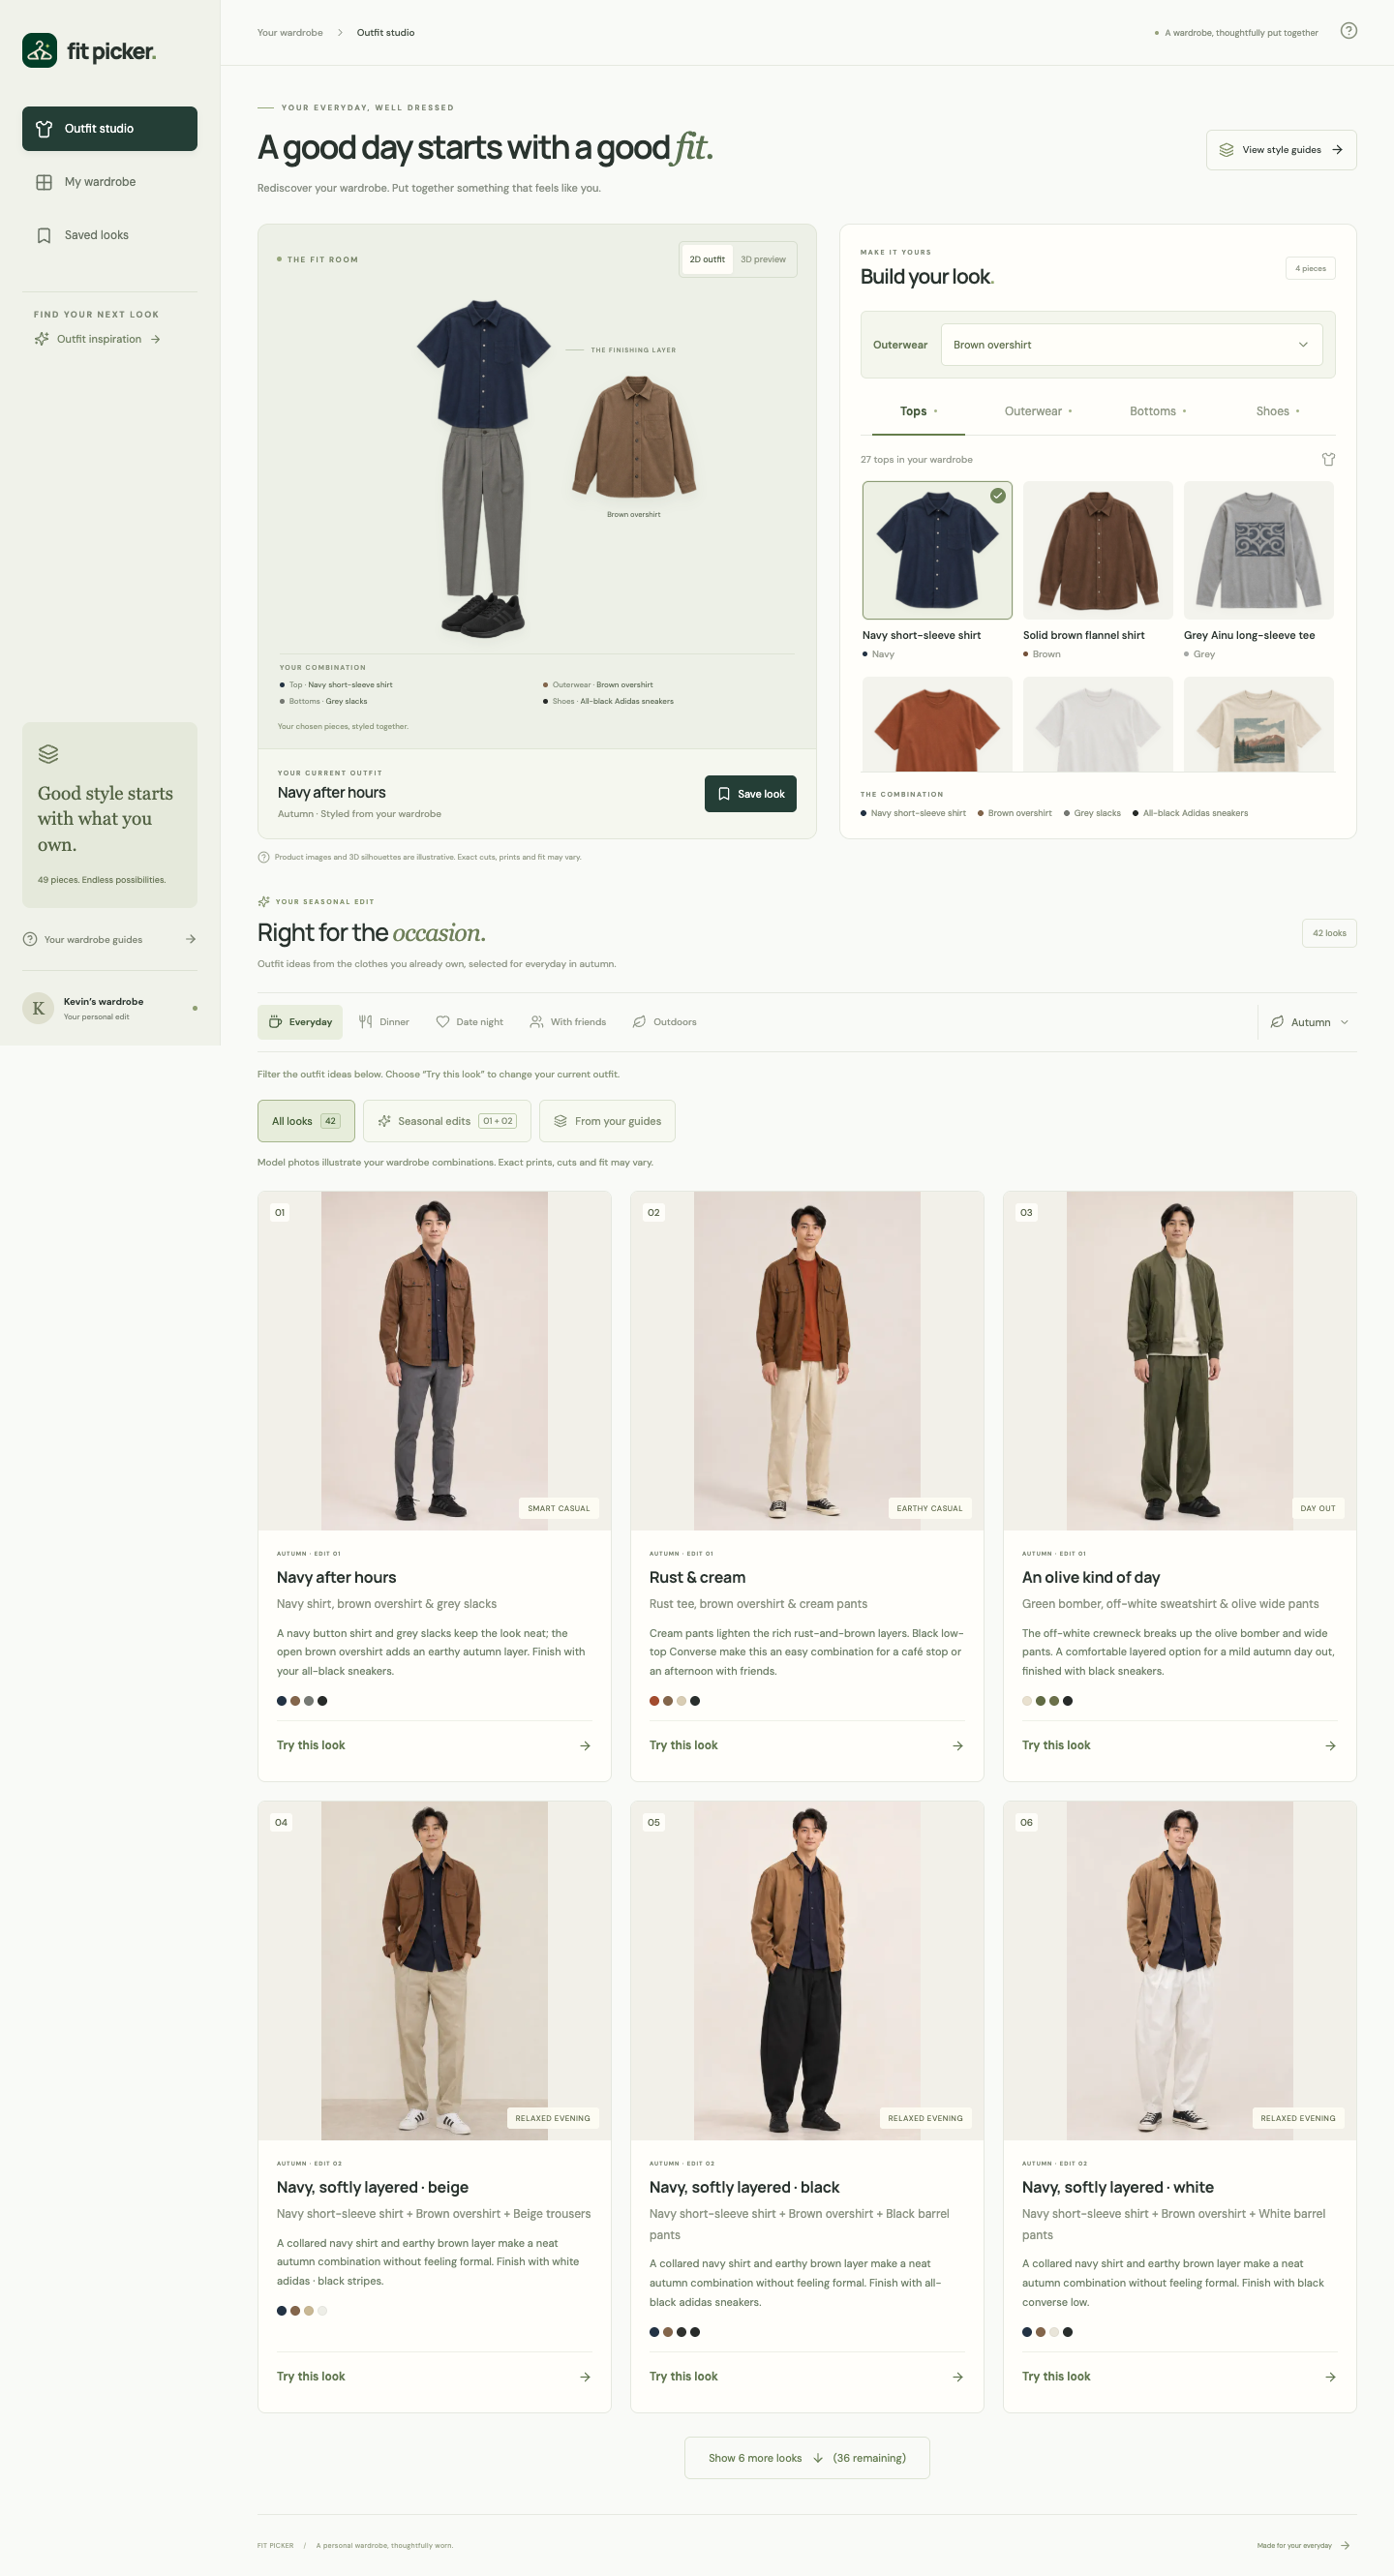 fit picker.
Outfit studio
My wardrobe
Saved looks
FIND YOUR NEXT LOOK
Outfit inspiration
Good style starts
with what you
own.
49 pieces. Endless possibilities.
Your wardrobe guides
K
Kevin's wardrobe
Your personal edit
Your wardrobe > Outfit studio
A wardrobe, thoughtfully put together
YOUR EVERYDAY, WELL DRESSED
A good day starts with a good fit.
Rediscover your wardrobe. Put together something that feels like you.
View style guides
THE FIT ROOM
2D outfit 3D preview
THE FINISHING LAYER
Brown overshirt
YOUR COMBINATION
Top · Navy short-sleeve shirt
Outerwear · Brown overshirt
Bottoms · Grey slacks
Shoes · All-black Adidas sneakers
Your chosen pieces, styled together.
YOUR CURRENT OUTFIT
Navy after hours
Autumn · Styled from your wardrobe
Save look
Product images and 3D silhouettes are illustrative. Exact cuts, prints and fit may vary.
MAKE IT YOURS
Build your look.
4 pieces
Outerwear
Brown overshirt
Tops Outerwear Bottoms Shoes
27 tops in your wardrobe
Navy short-sleeve shirt
Navy
Solid brown flannel shirt
Brown
Grey Ainu long-sleeve tee
Grey
THE COMBINATION
Navy short-sleeve shirt Brown overshirt Grey slacks All-black Adidas sneakers
YOUR SEASONAL EDIT
Right for the occasion.
Outfit ideas from the clothes you already own, selected for everyday in autumn.
42 looks
Everyday Dinner Date night With friends Outdoors
Autumn
Filter the outfit ideas below. Choose "Try this look" to change your current outfit.
All looks 42
Seasonal edits 01 + 02
From your guides
Model photos illustrate your wardrobe combinations. Exact prints, cuts and fit may vary.
01
SMART CASUAL
AUTUMN · EDIT 01
Navy after hours
Navy shirt, brown overshirt & grey slacks
A navy button shirt and grey slacks keep the look neat; the
open brown overshirt adds an earthy autumn layer. Finish with
your all-black sneakers.
Try this look
02
EARTHY CASUAL
AUTUMN · EDIT 01
Rust & cream
Rust tee, brown overshirt & cream pants
Cream pants lighten the rich rust-and-brown layers. Black low-
top Converse make this an easy combination for a café stop or
an afternoon with friends.
Try this look
03
DAY OUT
AUTUMN · EDIT 01
An olive kind of day
Green bomber, off-white sweatshirt & olive wide pants
The off-white crewneck breaks up the olive bomber and wide
pants. A comfortable layered option for a mild autumn day out,
finished with black sneakers.
Try this look
04
RELAXED EVENING
AUTUMN · EDIT 02
Navy, softly layered · beige
Navy short-sleeve shirt + Brown overshirt + Beige trousers
A collared navy shirt and earthy brown layer make a neat
autumn combination without feeling formal. Finish with white
adidas · black stripes.
Try this look
05
RELAXED EVENING
AUTUMN · EDIT 02
Navy, softly layered · black
Navy short-sleeve shirt + Brown overshirt + Black barrel
pants
A collared navy shirt and earthy brown layer make a neat
autumn combination without feeling formal. Finish with all-
black adidas sneakers.
Try this look
06
RELAXED EVENING
AUTUMN · EDIT 02
Navy, softly layered · white
Navy short-sleeve shirt + Brown overshirt + White barrel
pants
A collared navy shirt and earthy brown layer make a neat
autumn combination without feeling formal. Finish with black
converse low.
Try this look
Show 6 more looks (36 remaining)
FIT PICKER / A personal wardrobe, thoughtfully worn.
Made for your everyday